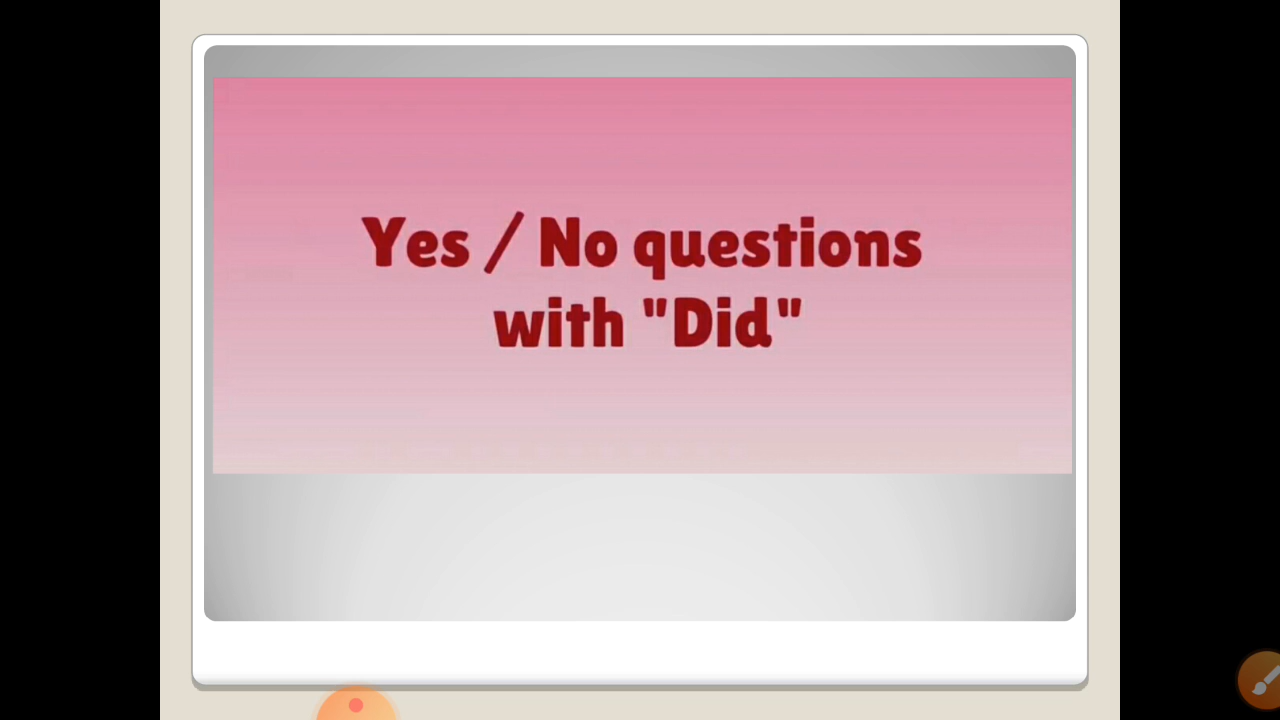 Yes / No questions
with "Did"